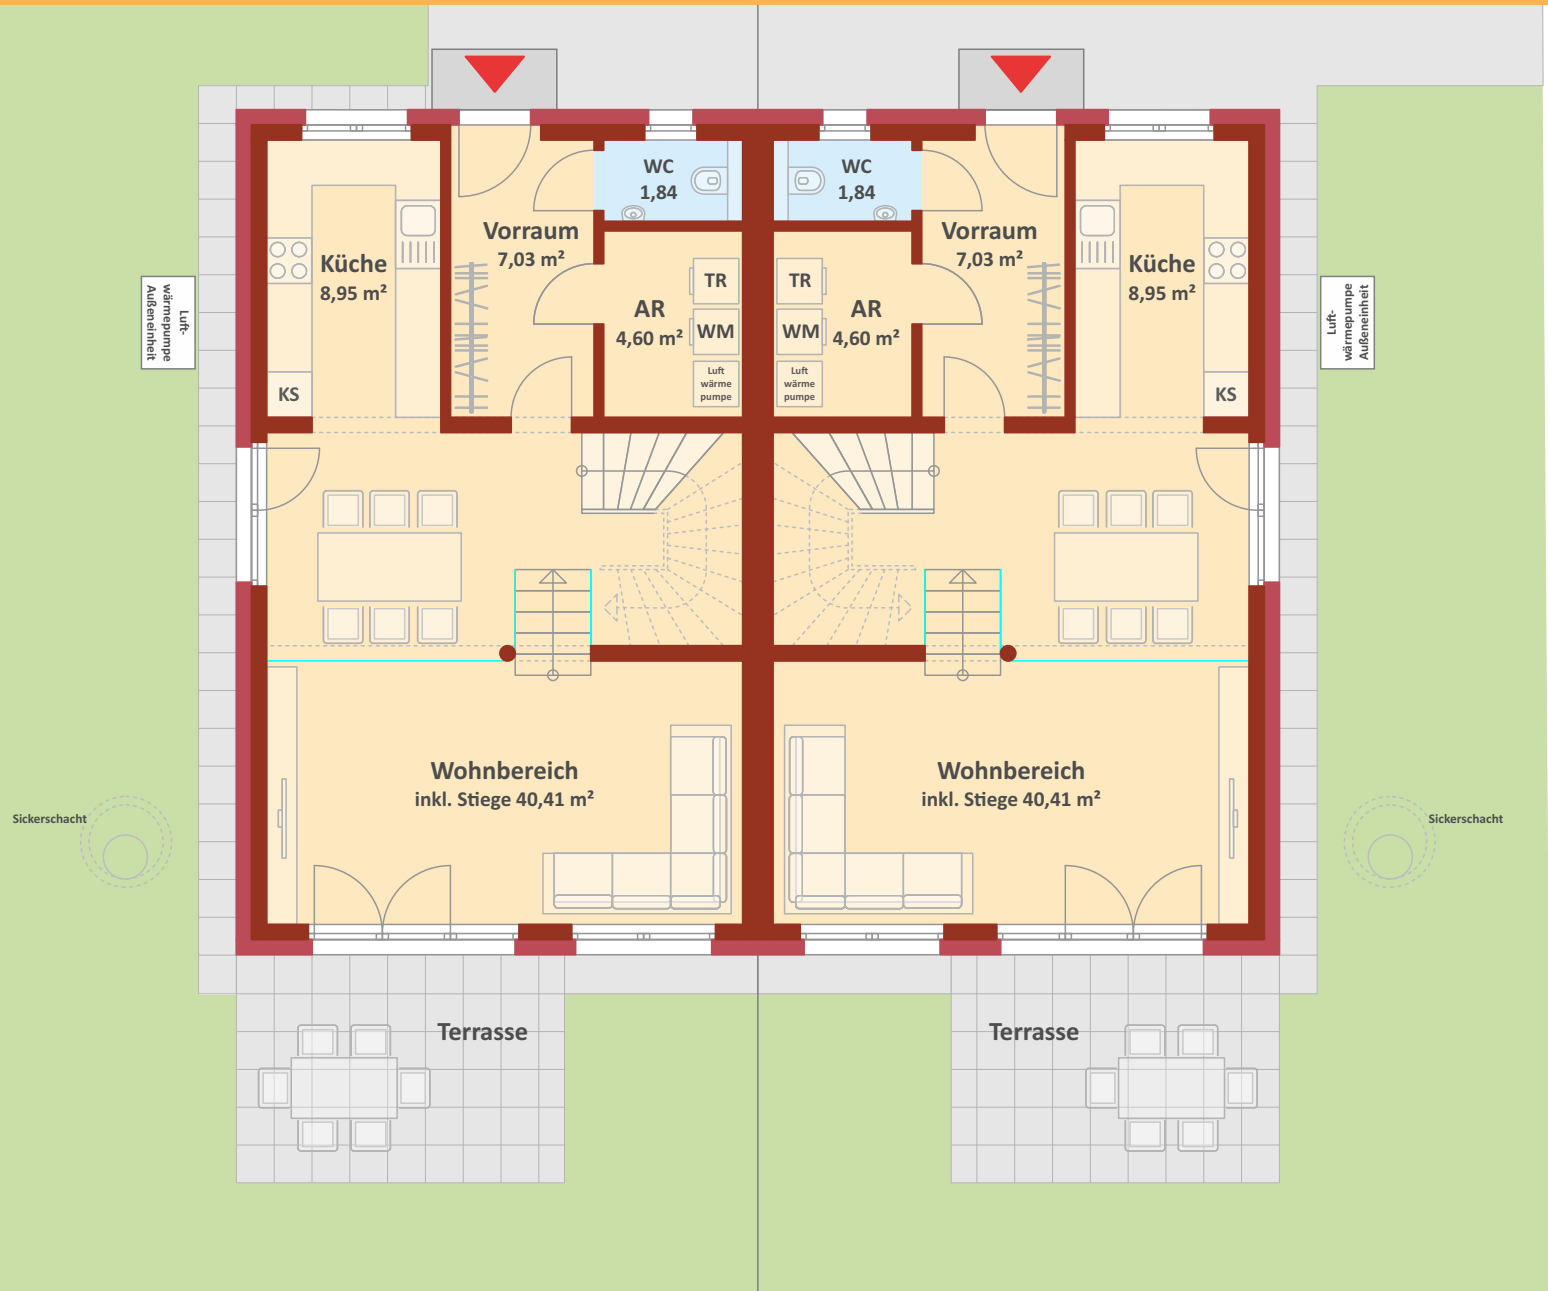 WC
1,84
WC
1,84
Vorraum
7,03 m²
Vorraum
7,03 m²
Küche
8,95 m²
Küche
8,95 m²
TR
TR
AR
4,60 m²
AR
4,60 m²
WM
WM
Luft
wärme
pumpe
Luft
wärme
pumpe
Luft-
wärmepumpe
Außeneinheit
Luft-
wärmepumpe
Außeneinheit
KS
KS
Wohnbereich
inkl. Stiege 40,41 m²
Wohnbereich
inkl. Stiege 40,41 m²
Sickerschacht
Sickerschacht
Terrasse
Terrasse